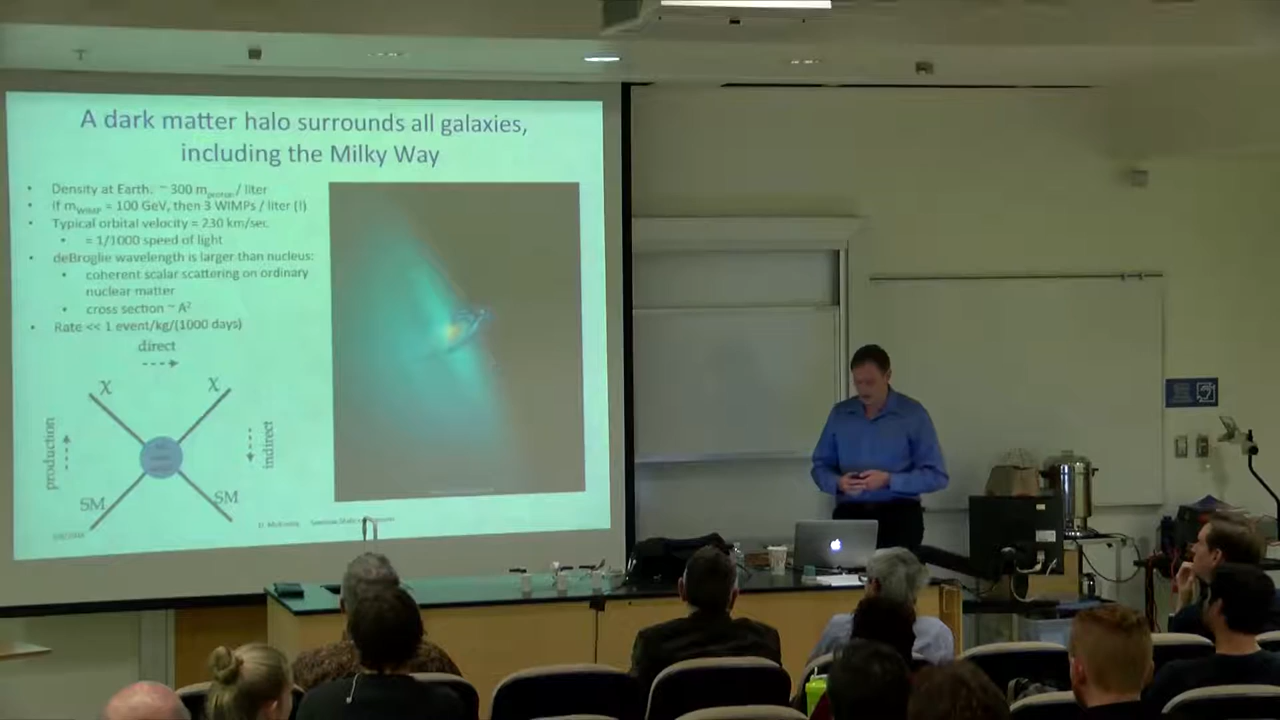 A dark matter halo surrounds all galaxies,
including the Milky Way
• Density at Earth: ~ 300 mproton / liter
• If mWIMP = 100 GeV, then 3 WIMPs / liter (!)
• Typical orbital velocity = 230 km/sec
• = 1/1000 speed of light
• deBroglie wavelength is larger than nucleus:
• coherent scalar scattering on ordinary
nuclear matter
• cross section ~ A²
• Rate << 1 event/kg/(1000 days)
direct
χ χ
production
indirect
SM SM